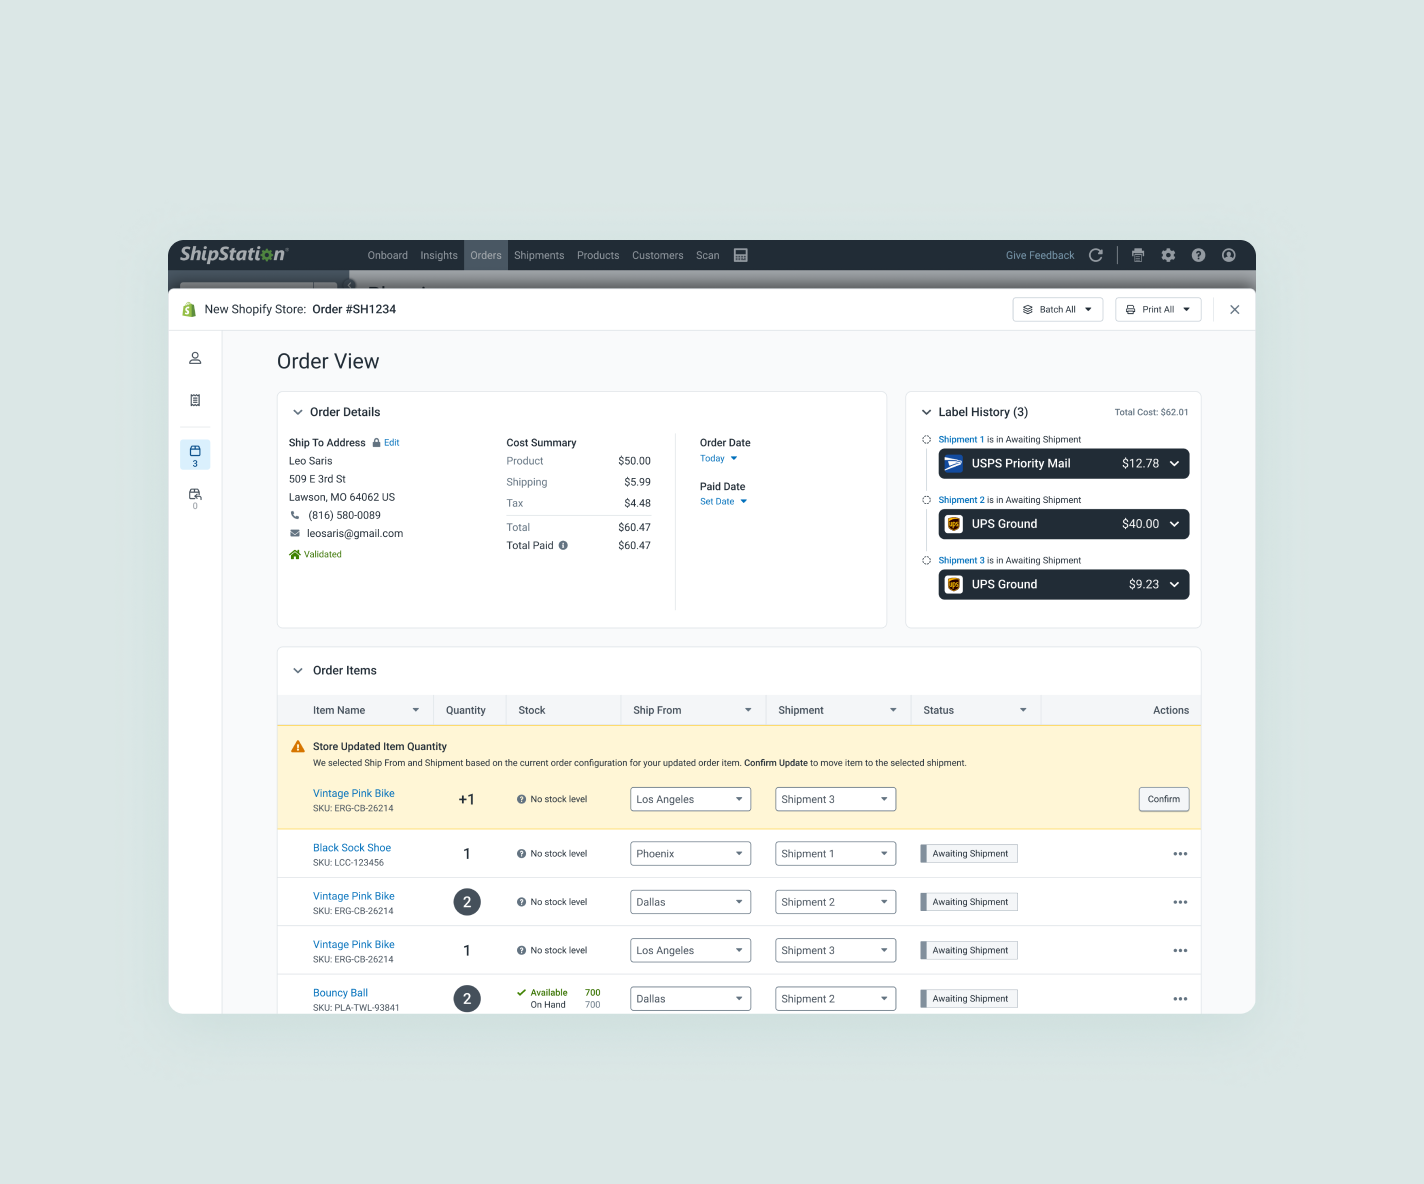 ShipStation
Onboard Insights Orders Shipments Products Customers Scan
Give Feedback
New Shopify Store: Order #SH1234
Batch All
Print All
3
0
Order View
Order Details
Ship To Address Edit
Leo Saris
509 E 3rd St
Lawson, MO 64062 US
(816) 580-0089
leosaris@gmail.com
Validated
Cost Summary
Product $50.00
Shipping $5.99
Tax $4.48
Total $60.47
Total Paid $60.47
Order Date
Today
Paid Date
Set Date
Label History (3) Total Cost: $62.01
Shipment 1 is in Awaiting Shipment
USPS Priority Mail $12.78
Shipment 2 is in Awaiting Shipment
ups UPS Ground $40.00
Shipment 3 is in Awaiting Shipment
ups UPS Ground $9.23
Order Items
Item Name Quantity Stock Ship From Shipment Status Actions
Store Updated Item Quantity
We selected Ship From and Shipment based on the current order configuration for your updated order item. Confirm Update to move item to the selected shipment.
Vintage Pink Bike +1 No stock level Los Angeles Shipment 3 Confirm
SKU: ERG-CB-26214
Black Sock Shoe 1 No stock level Phoenix Shipment 1 Awaiting Shipment
SKU: LCC-123456
Vintage Pink Bike 2 No stock level Dallas Shipment 2 Awaiting Shipment
SKU: ERG-CB-26214
Vintage Pink Bike 1 No stock level Los Angeles Shipment 3 Awaiting Shipment
SKU: ERG-CB-26214
Bouncy Ball 2 Available 700 Dallas Shipment 2 Awaiting Shipment
SKU: PLA-TWL-93841 On Hand 700